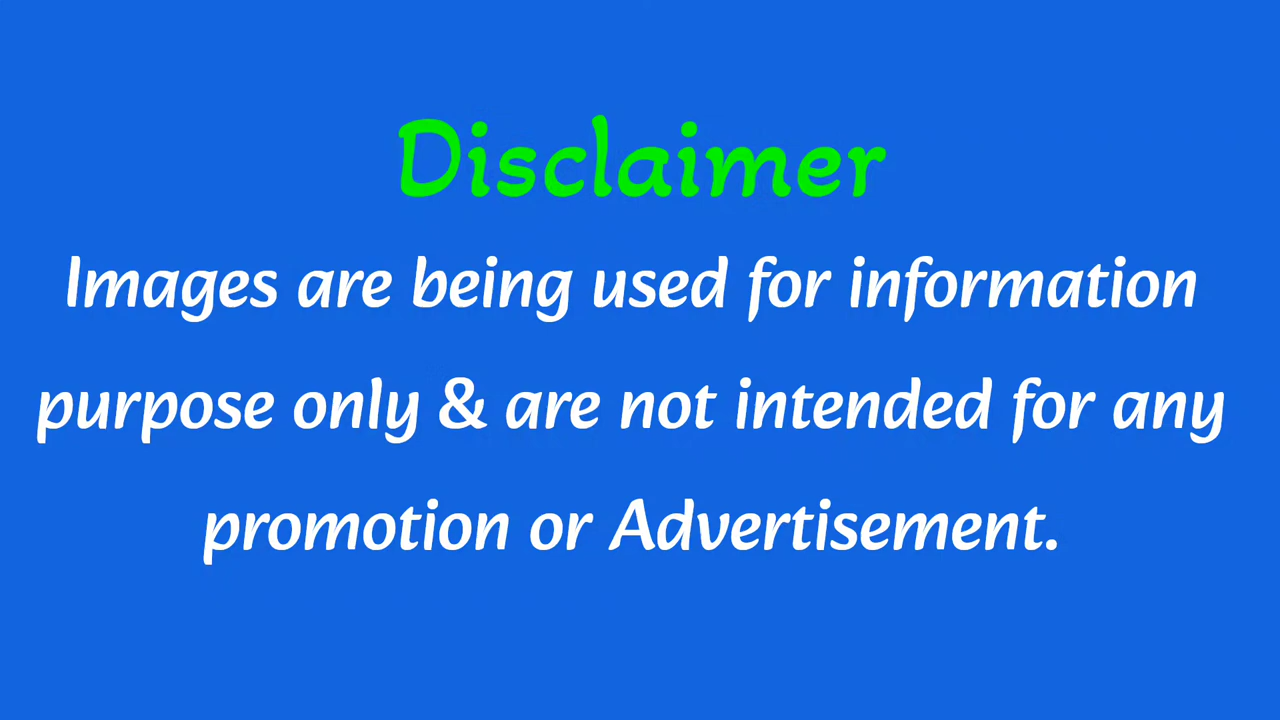 Disclaimer
Images are being used for information
purpose only & are not intended for any
promotion or Advertisement.